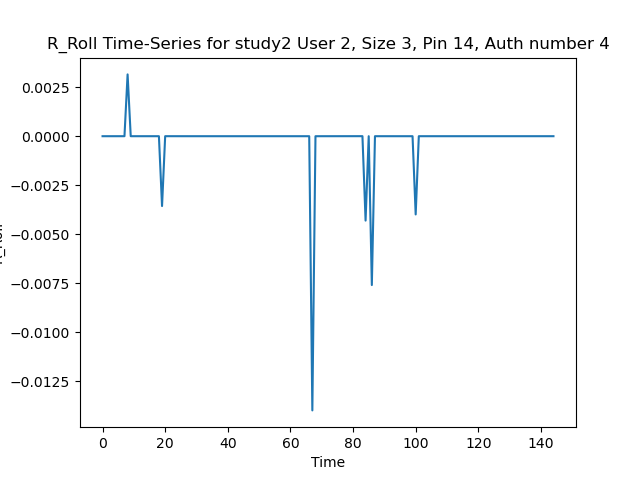 R_Roll Time-Series for study2 User 2, Size 3, Pin 14, Auth number 4
0.0025
0.0000
−0.0025
−0.0050
−0.0075
−0.0100
−0.0125
R_Roll
0 20 40 60 80 100 120 140
Time